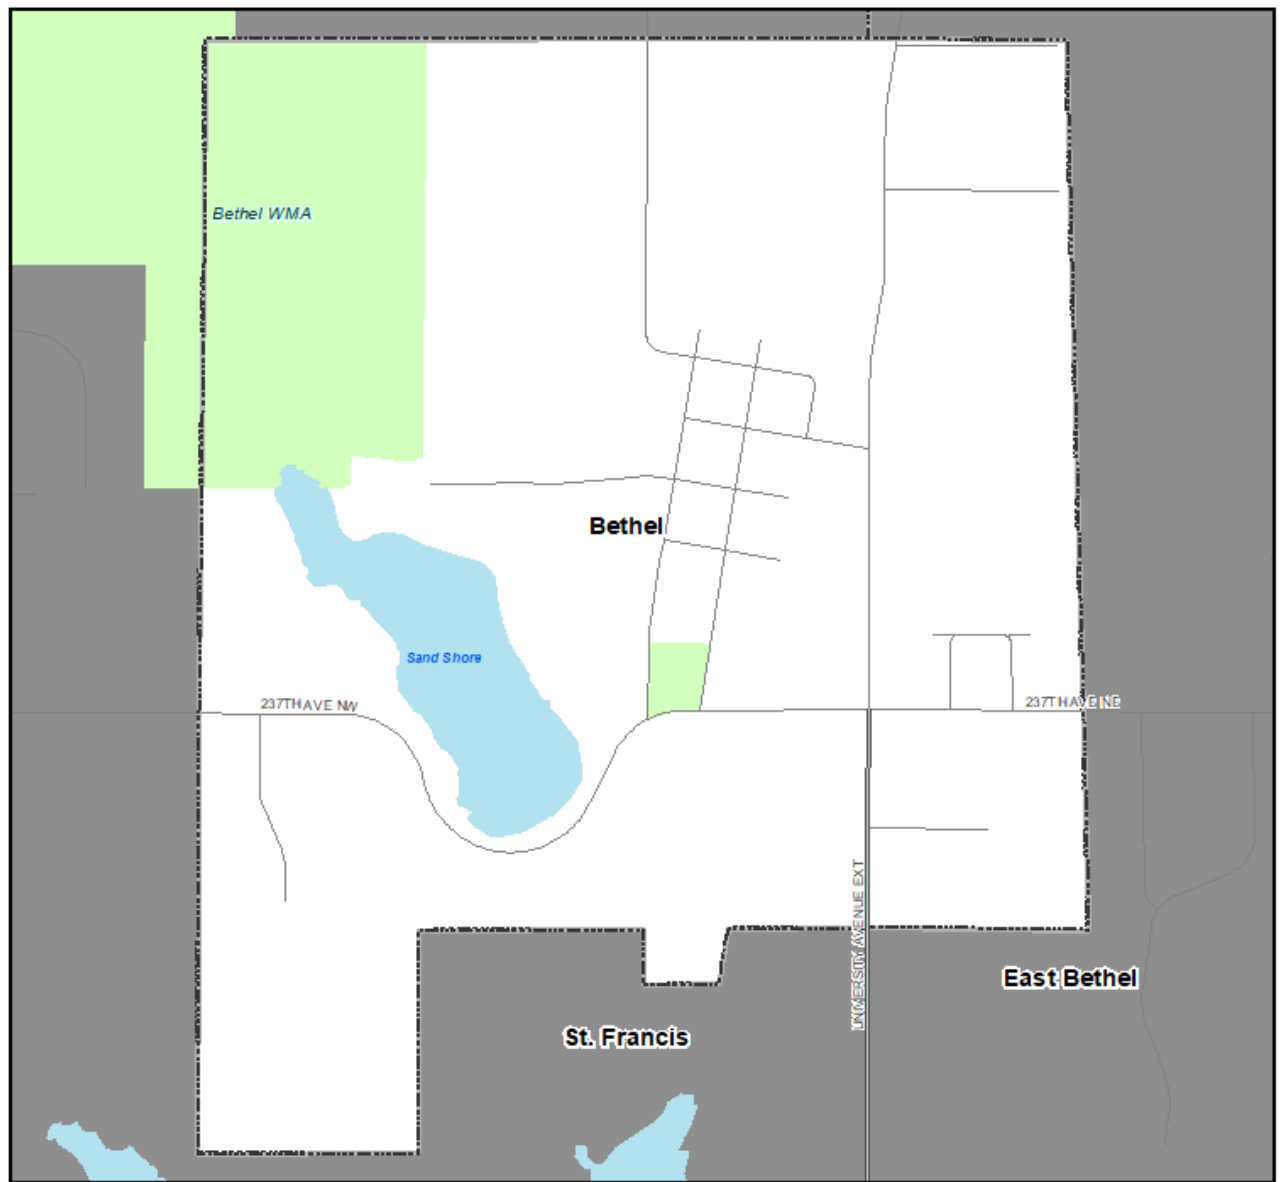 Bethel WMA
Bethel
Sand Shore
237TH AVE NW
237TH AVE NE
UNIVERSITY AVENUE EXT
East Bethel
St. Francis